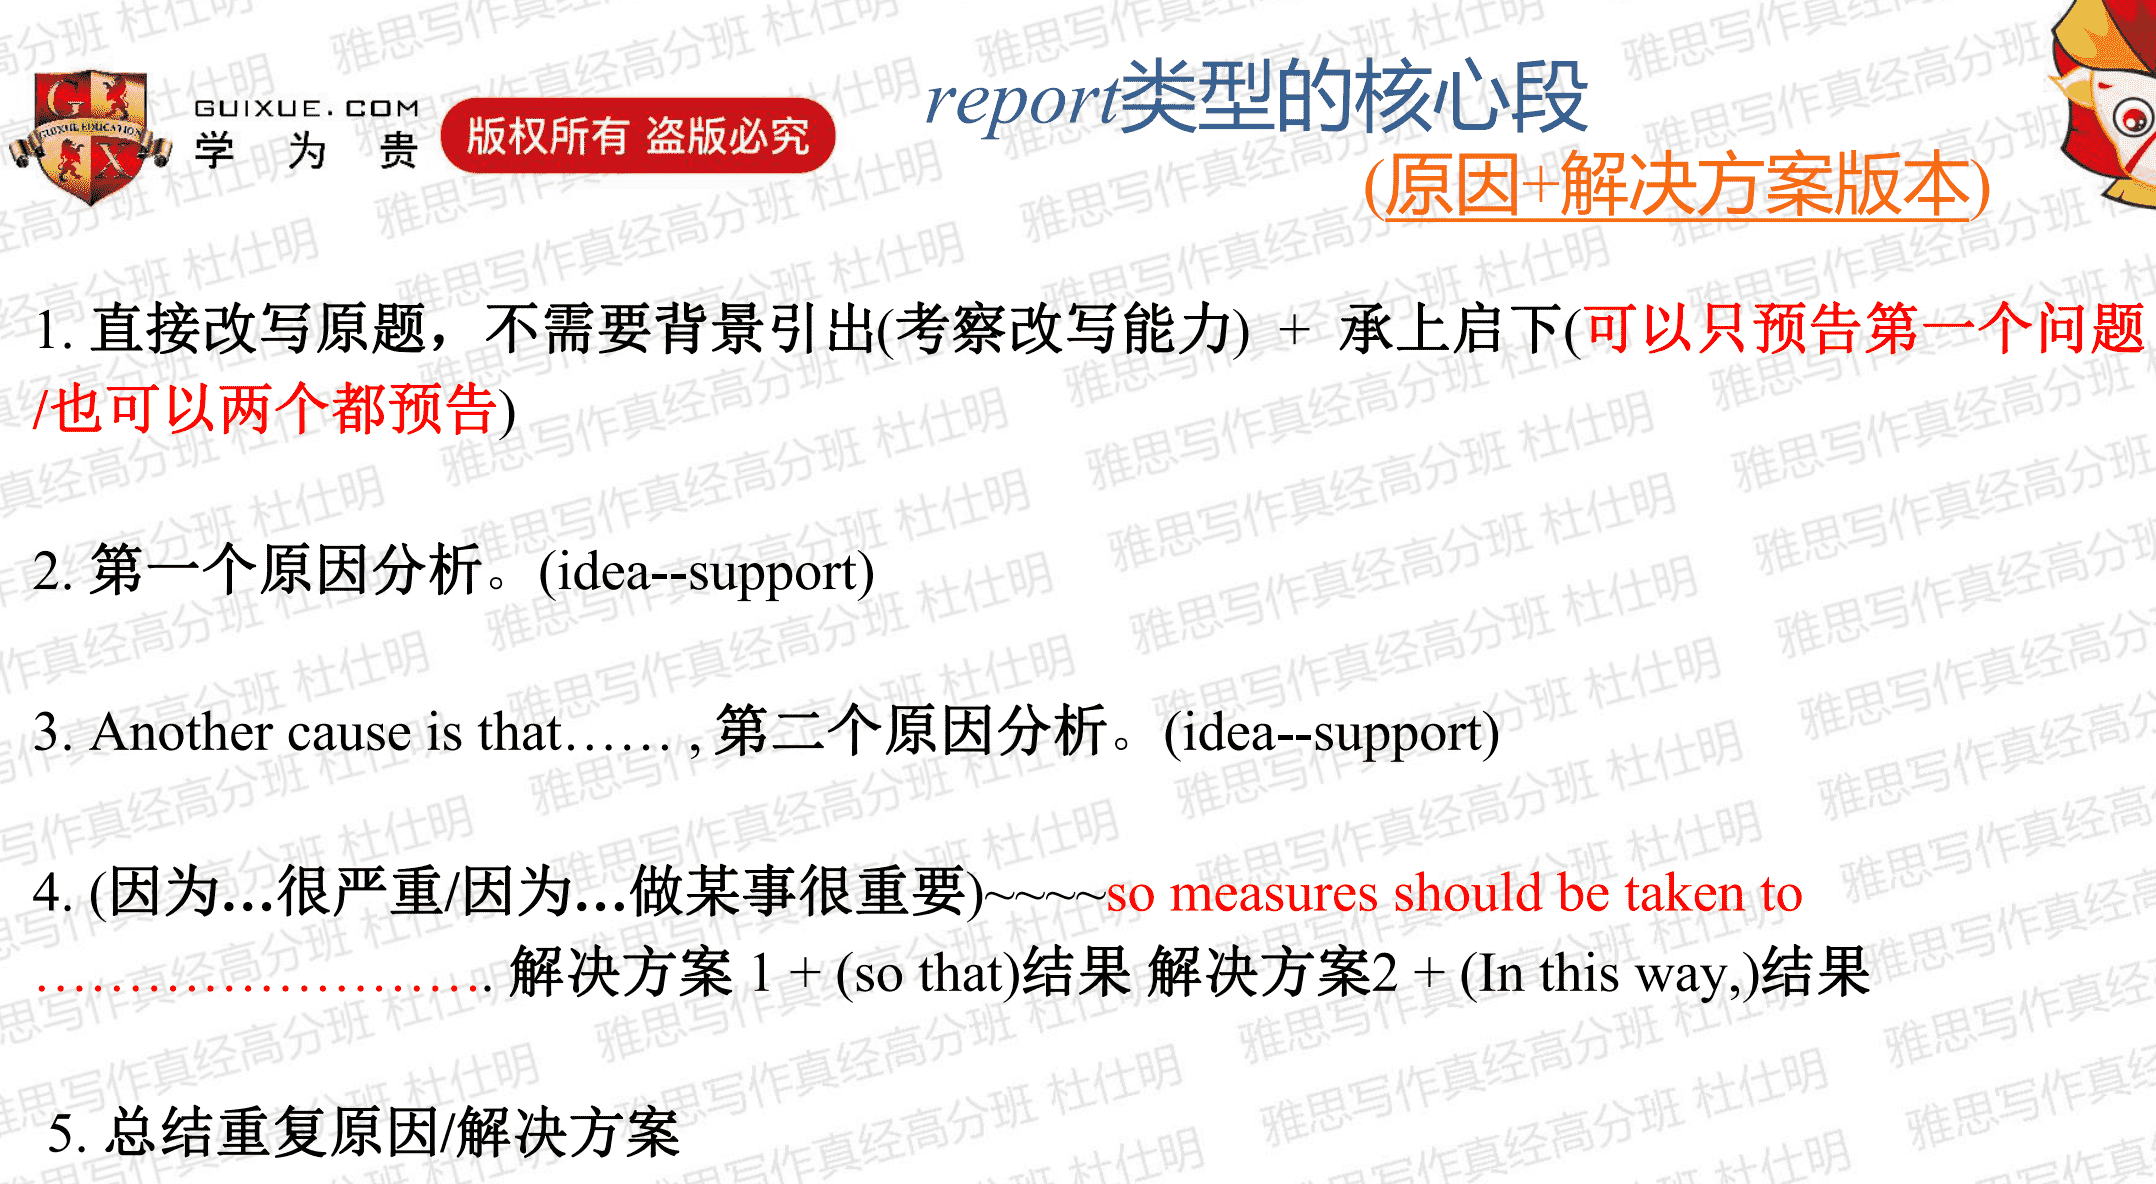 GUIXUE.COM
学为贵
GUIXUE EDUCATION
G
X
版权所有 盗版必究
report类型的核心段
(原因+解决方案版本)
1. 直接改写原题，不需要背景引出(考察改写能力) + 承上启下(可以只预告第一个问题
/也可以两个都预告)
2. 第一个原因分析。(idea--support)
3. Another cause is that…… , 第二个原因分析。(idea--support)
4. (因为…很严重/因为…做某事很重要)~~~~so measures should be taken to
……………………. 解决方案 1 + (so that)结果 解决方案2 + (In this way,)结果
5. 总结重复原因/解决方案
雅思写作真经高分班 杜仕明